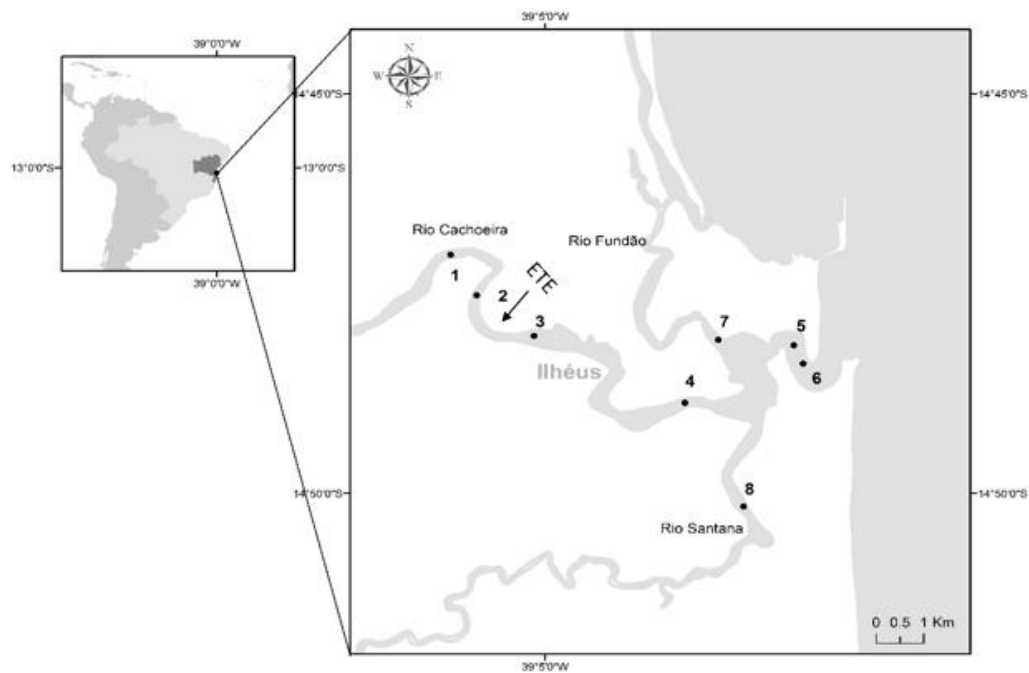 39°5'0"W
39°0'0"W
N
W E
S
14°45'0"S
14°45'0"S
13°0'0"S
13°0'0"S
Rio Cachoeira
Rio Fundão
39°0'0"W
1
2
ETE
3
7
5
Ilhéus
6
4
14°50'0"S
8
14°50'0"S
Rio Santana
0 0.5 1 Km
39°5'0"W